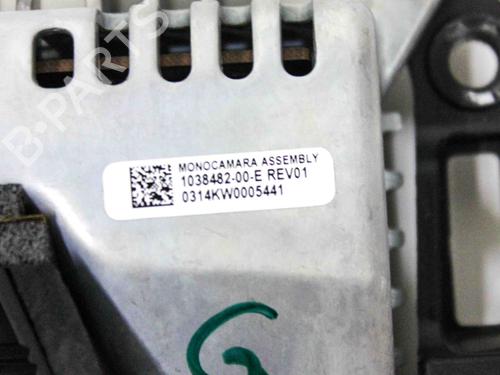 B-PARTS
MONOCAMARA ASSEMBLY
1038482-00-E REV01
0314KW0005441
G